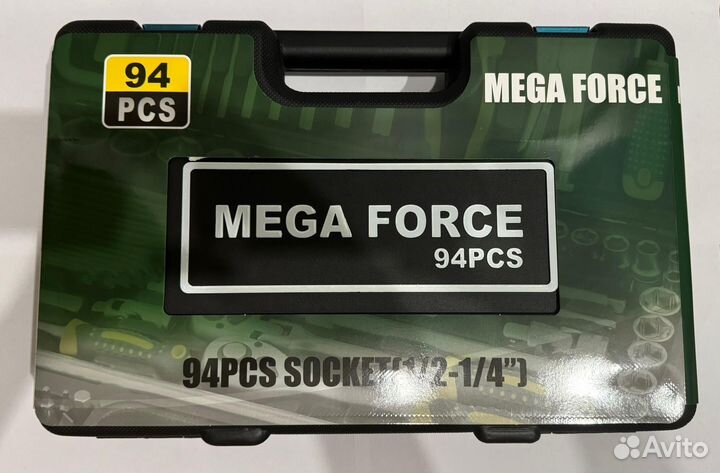 94
PCS
MEGA FORCE
MEGA FORCE
94PCS
94PCS SOCKET(1/2-1/4")
Avito